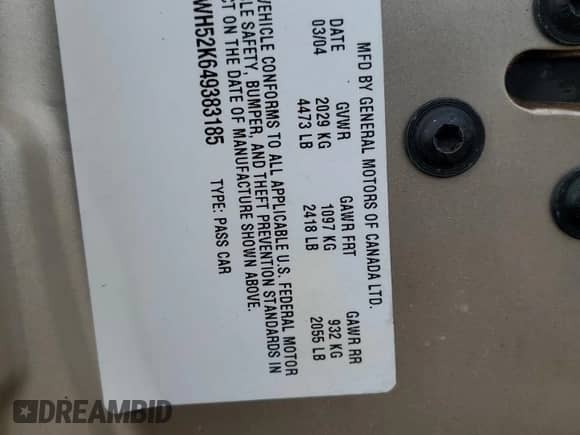 MFD BY GENERAL MOTORS OF CANADA LTD.
DATE GVWR GAWR FRT GAWR RR
03/04 2029 KG 1097 KG 932 KG
4473 LB 2418 LB 2055 LB
VEHICLE CONFORMS TO ALL APPLICABLE U.S. FEDERAL MOTOR
LE SAFETY, BUMPER, AND THEFT PREVENTION STANDARDS IN
CT ON THE DATE OF MANUFACTURE SHOWN ABOVE.
WH52K649383185 TYPE: PASS CAR
DREAMBID